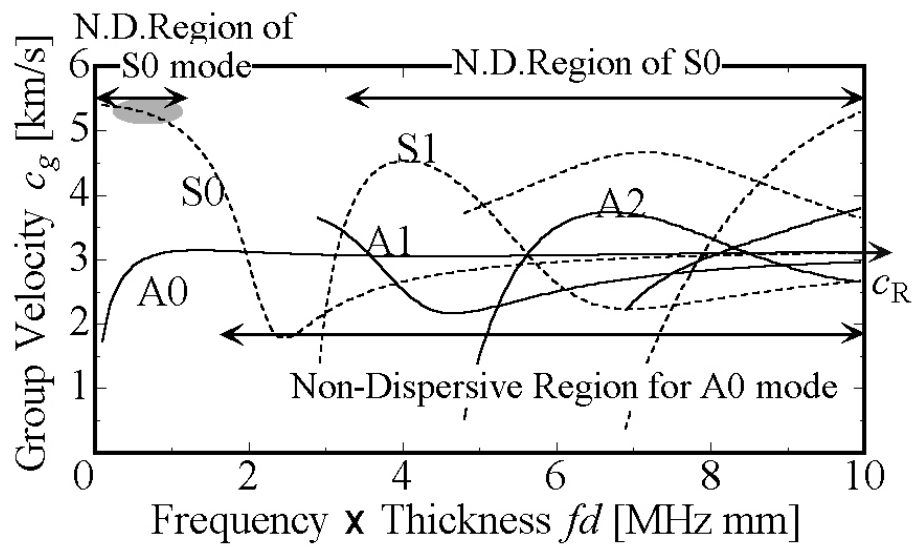 N.D.Region of
S0 mode
N.D.Region of S0
Group Velocity cg [km/s]
6
5
4
3
2
1
0
S0
A0
S1
A1
A2
cR
Non-Dispersive Region for A0 mode
0 2 4 6 8 10
Frequency x Thickness fd [MHz mm]